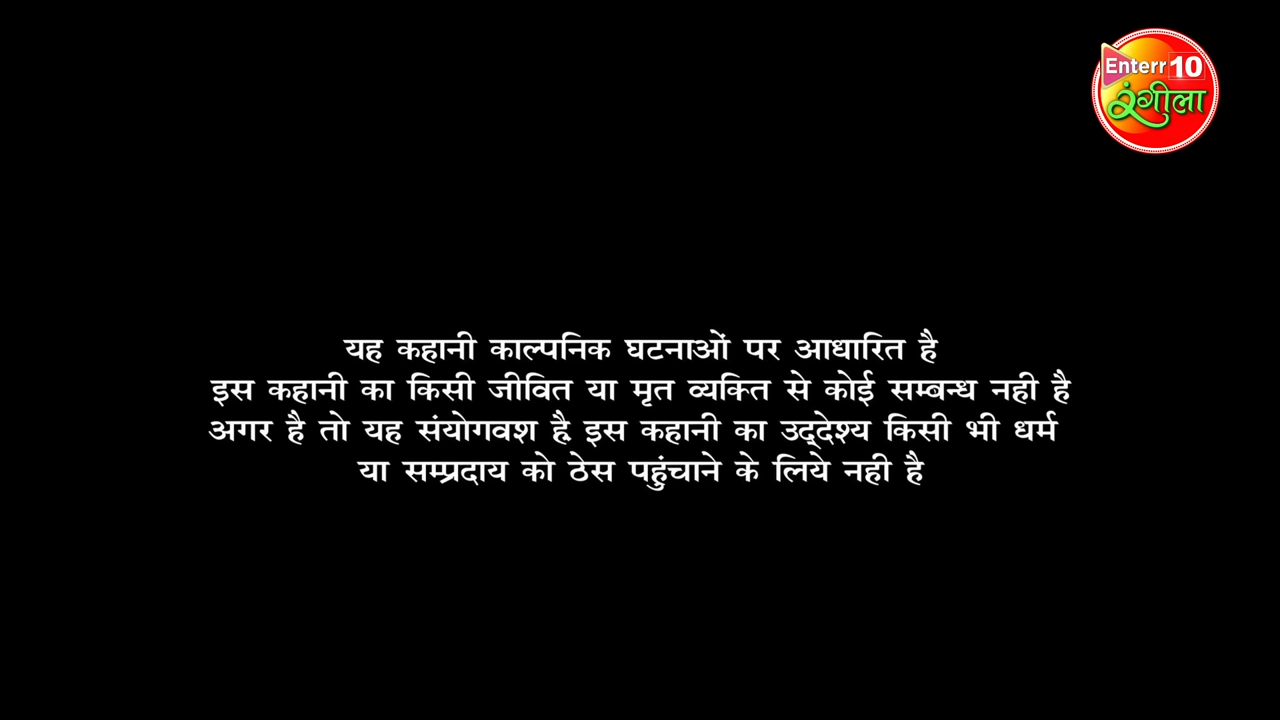 Enterr 10
रंगीला
यह कहानी काल्पनिक घटनाओं पर आधारित है
इस कहानी का किसी जीवित या मृत व्यक्ति से कोई सम्बन्ध नही है
अगर है तो यह संयोगवश है, इस कहानी का उद्देश्य किसी भी धर्म
या सम्प्रदाय को ठेस पहुंचाने के लिये नही है